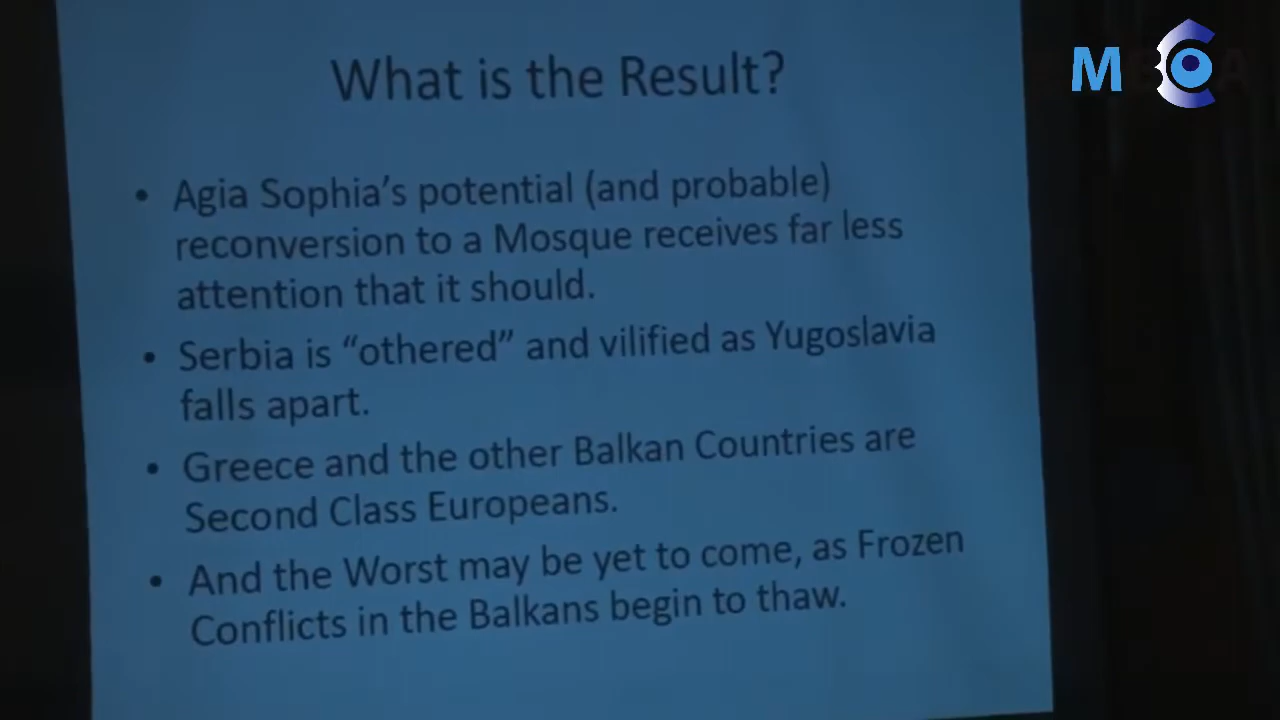 What is the Result?
• Agia Sophia's potential (and probable)
reconversion to a Mosque receives far less
attention that it should.
• Serbia is “othered” and vilified as Yugoslavia
falls apart.
• Greece and the other Balkan Countries are
Second Class Europeans.
• And the Worst may be yet to come, as Frozen
Conflicts in the Balkans begin to thaw.
M